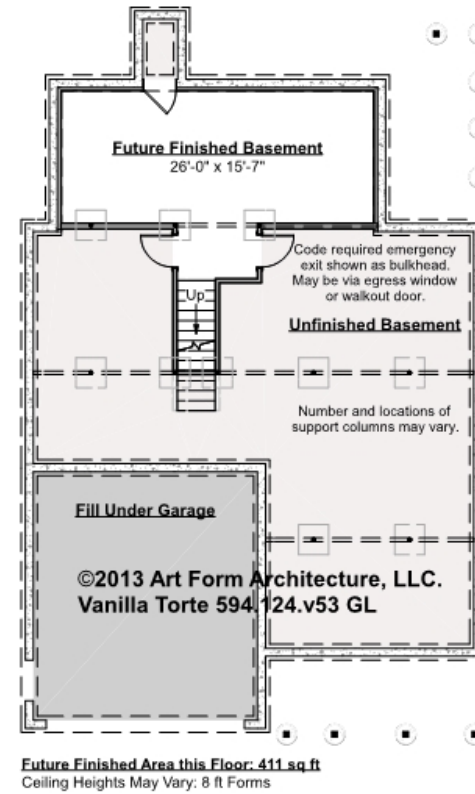 Future Finished Basement
26'-0" x 15'-7"
Code required emergency
exit shown as bulkhead.
May be via egress window
or walkout door.
Up
Unfinished Basement
Number and locations of
support columns may vary.
Fill Under Garage
©2013 Art Form Architecture, LLC.
Vanilla Torte 594.124.v53 GL
Future Finished Area this Floor: 411 sq ft
Ceiling Heights May Vary: 8 ft Forms